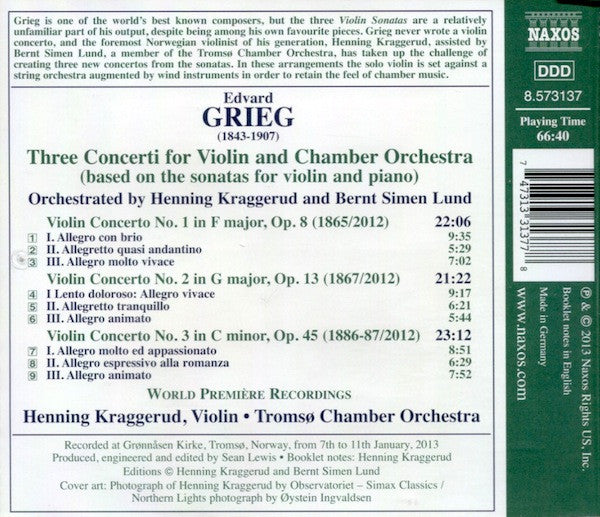 Grieg is one of the world's best known composers, but the three Violin Sonatas are a relatively
unfamiliar part of his output, despite being among his own favourite pieces. Grieg never wrote a violin
concerto, and the foremost Norwegian violinist of his generation, Henning Kraggerud, assisted by
Bernt Simen Lund, a member of the Tromsø Chamber Orchestra, has taken up the challenge of
creating three new concertos from the sonatas. In these arrangements the solo violin is set against a
string orchestra augmented by wind instruments in order to retain the feel of chamber music.
Edvard
GRIEG
(1843-1907)
Three Concerti for Violin and Chamber Orchestra
(based on the sonatas for violin and piano)
Orchestrated by Henning Kraggerud and Bernt Simen Lund
Violin Concerto No. 1 in F major, Op. 8 (1865/2012) 22:06
1 I. Allegro con brio 9:35
2 II. Allegretto quasi andantino 5:29
3 III. Allegro molto vivace 7:02
Violin Concerto No. 2 in G major, Op. 13 (1867/2012) 21:22
4 I Lento doloroso: Allegro vivace 9:17
5 II. Allegretto tranquillo 6:21
6 III. Allegro animato 5:44
Violin Concerto No. 3 in C minor, Op. 45 (1886-87/2012) 23:12
7 I. Allegro molto ed appassionato 8:51
8 II. Allegro espressivo alla romanza 6:29
9 III. Allegro animato 7:52
WORLD PREMIÈRE RECORDINGS
Henning Kraggerud, Violin • Tromsø Chamber Orchestra
Recorded at Grønnåsen Kirke, Tromsø, Norway, from 7th to 11th January, 2013
Produced, engineered and edited by Sean Lewis • Booklet notes: Henning Kraggerud
Editions © Henning Kraggerud and Bernt Simen Lund
Cover art: Photograph of Henning Kraggerud by Observatoriet – Simax Classics /
Northern Lights photograph by Øystein Ingvaldsen
NAXOS
DDD
8.573137
Playing Time
66:40
7 47313 31377 8
℗ & © 2013 Naxos Rights US, Inc.
Booklet notes in English
Made in Germany
www.naxos.com